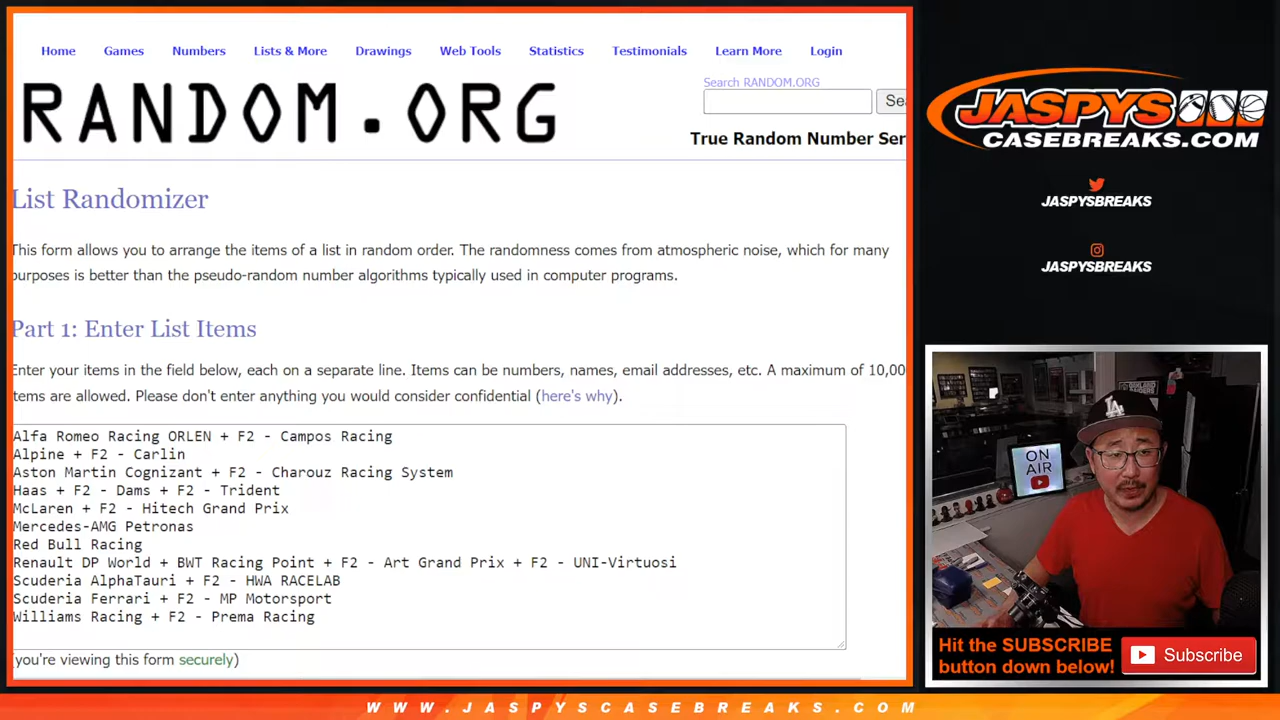 Home Games Numbers Lists & More Drawings Web Tools Statistics Testimonials Learn More Login
RANDOM.ORG
Search RANDOM.ORG
Sea
True Random Number Ser
List Randomizer
This form allows you to arrange the items of a list in random order. The randomness comes from atmospheric noise, which for many
purposes is better than the pseudo-random number algorithms typically used in computer programs.
Part 1: Enter List Items
Enter your items in the field below, each on a separate line. Items can be numbers, names, email addresses, etc. A maximum of 10,00
items are allowed. Please don't enter anything you would consider confidential (here's why).
Alfa Romeo Racing ORLEN + F2 - Campos Racing
Alpine + F2 - Carlin
Aston Martin Cognizant + F2 - Charouz Racing System
Haas + F2 - Dams + F2 - Trident
McLaren + F2 - Hitech Grand Prix
Mercedes-AMG Petronas
Red Bull Racing
Renault DP World + BWT Racing Point + F2 - Art Grand Prix + F2 - UNI-Virtuosi
Scuderia AlphaTauri + F2 - HWA RACELAB
Scuderia Ferrari + F2 - MP Motorsport
Williams Racing + F2 - Prema Racing
(you're viewing this form securely)
JASPYS
CASEBREAKS.COM
JASPYSBREAKS
JASPYSBREAKS
ON
AIR
LA
Hit the SUBSCRIBE
button down below!
Subscribe
WWW.JASPYSCASEBREAKS.COM